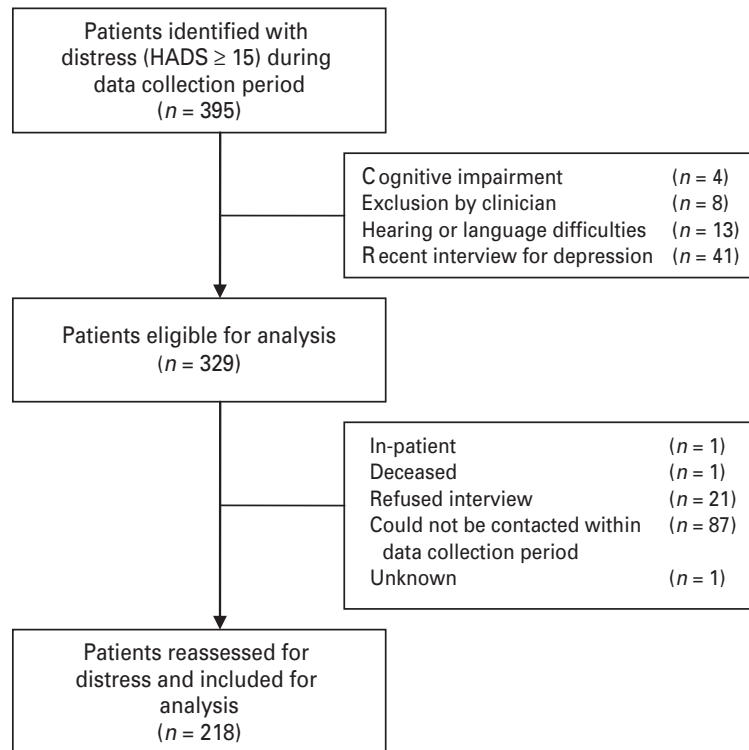 Patients identified with
distress (HADS ≥ 15) during
data collection period
(n = 395)
Cognitive impairment (n = 4)
Exclusion by clinician (n = 8)
Hearing or language difficulties (n = 13)
Recent interview for depression (n = 41)
Patients eligible for analysis
(n = 329)
In-patient (n = 1)
Deceased (n = 1)
Refused interview (n = 21)
Could not be contacted within (n = 87)
data collection period
Unknown (n = 1)
Patients reassessed for
distress and included for
analysis
(n = 218)